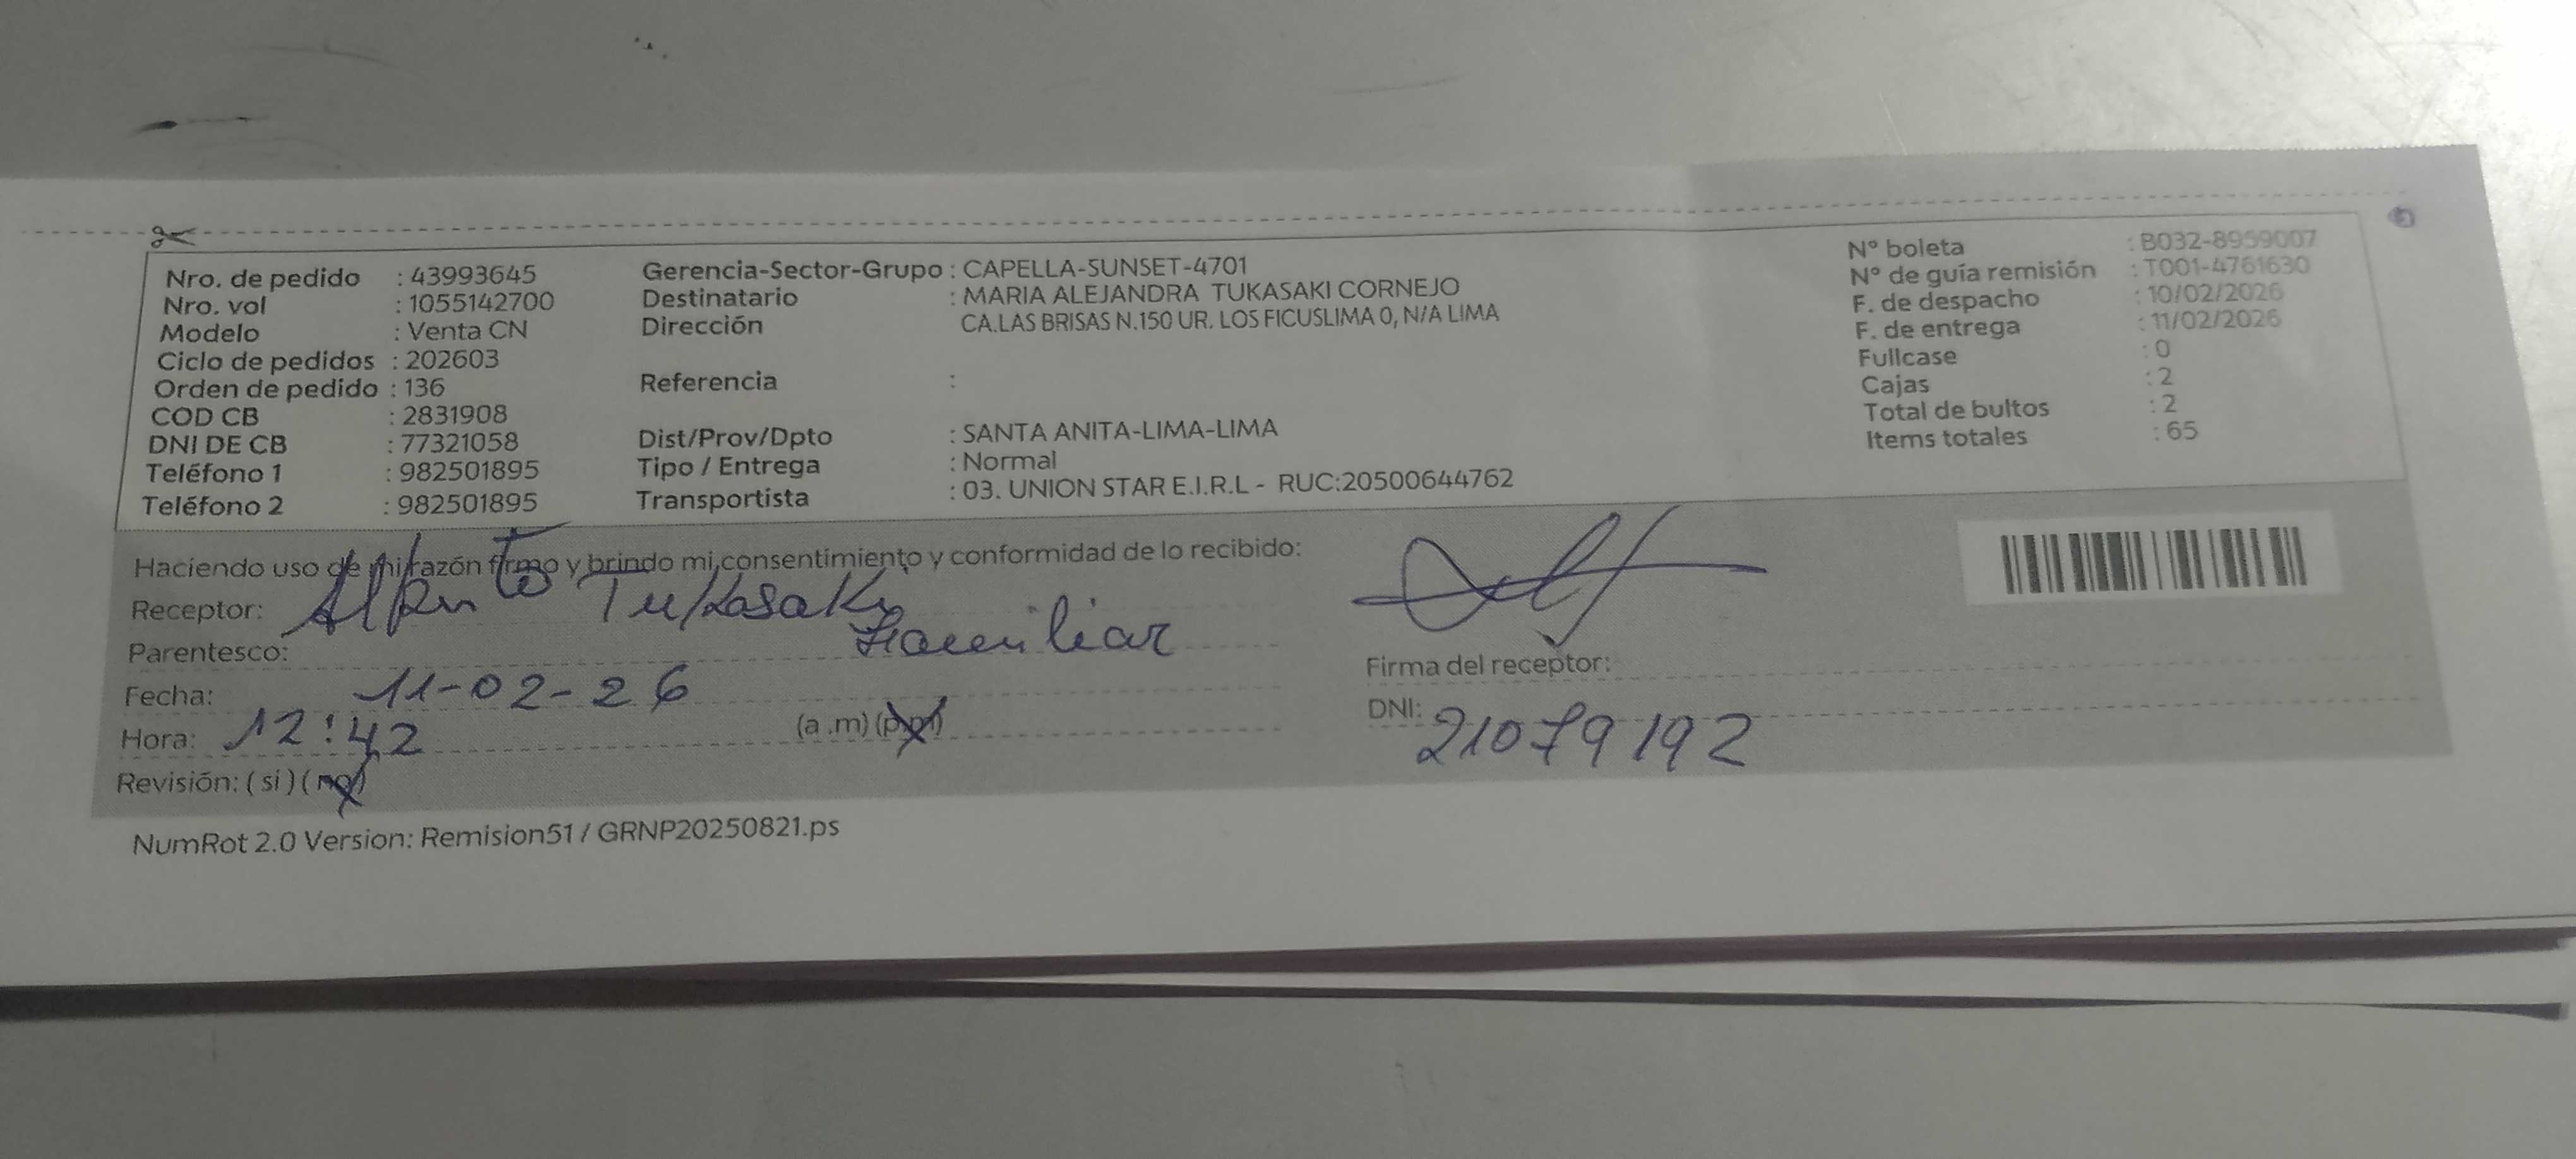 Nro. de pedido : 43993645
Nro. vol : 1055142700
Modelo : Venta CN
Ciclo de pedidos : 202603
Orden de pedido : 136
COD CB : 2831908
DNI DE CB : 77321058
Teléfono 1 : 982501895
Teléfono 2 : 982501895
Gerencia-Sector-Grupo : CAPELLA-SUNSET-4701
Destinatario : MARIA ALEJANDRA TUKASAKI CORNEJO
Dirección CA.LAS BRISAS N.150 UR. LOS FICUSLIMA 0, N/A LIMA
Referencia :
Dist/Prov/Dpto : SANTA ANITA-LIMA-LIMA
Tipo / Entrega : Normal
Transportista : 03. UNION STAR E.I.R.L - RUC:20500644762
N° boleta : B032-8959007
N° de guía remisión : T001-4761630
F. de despacho : 10/02/2026
F. de entrega : 11/02/2026
Fullcase : 0
Cajas : 2
Total de bultos : 2
Items totales : 65
Haciendo uso de mi razón firmo y brindo mi consentimiento y conformidad de lo recibido:
Receptor: Tukasaki
Parentesco: Familiar
Fecha: 11-02-26
Hora: 12:42 (a .m) (p.m)
Revisión: ( si ) ( no )
Firma del receptor:
DNI: 21079192
NumRot 2.0 Version: Remision51 / GRNP20250821.ps